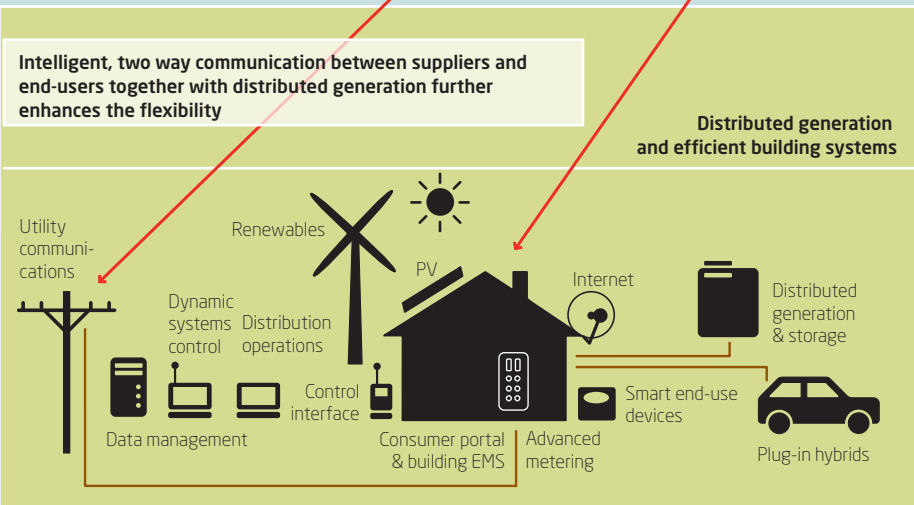 Intelligent, two way communication between suppliers and
end-users together with distributed generation further
enhances the flexibility
Distributed generation
and efficient building systems
Utility
communi-
cations
Renewables
PV
Internet
Dynamic
systems
control
Distribution
operations
Distributed
generation
& storage
Control
interface
Smart end-use
devices
Data management
Consumer portal
& building EMS
Advanced
metering
Plug-in hybrids